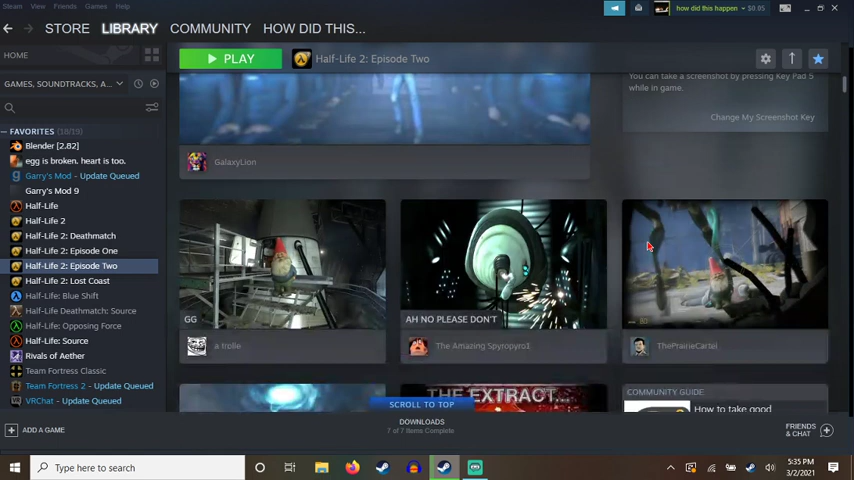 Steam View Friends Games Help
how did this happen $0.05
STORE LIBRARY COMMUNITY HOW DID THIS...
HOME
PLAY
Half-Life 2: Episode Two
GAMES, SOUNDTRACKS, A...
You can take a screenshot by pressing Key Pad 5
while in game.
Change My Screenshot Key
FAVORITES (18/19)
Blender [2.82]
egg is broken. heart is too.
Garry's Mod - Update Queued
Garry's Mod 9
Half-Life
Half-Life 2
Half-Life 2: Deathmatch
Half-Life 2: Episode One
Half-Life 2: Episode Two
Half-Life 2: Lost Coast
Half-Life: Blue Shift
Half-Life Deathmatch: Source
Half-Life: Opposing Force
Half-Life: Source
Rivals of Aether
Team Fortress Classic
Team Fortress 2 - Update Queued
VRChat - Update Queued
GalaxyLion
GG
a trolle
AH NO PLEASE DON'T
The Amazing Spyropyro1
ThePrairieCartel
THE EXTRACT...
COMMUNITY GUIDE
How to take good
SCROLL TO TOP
ADD A GAME
DOWNLOADS
7 of 7 Items Complete
FRIENDS
& CHAT
Type here to search
5:35 PM
3/2/2021